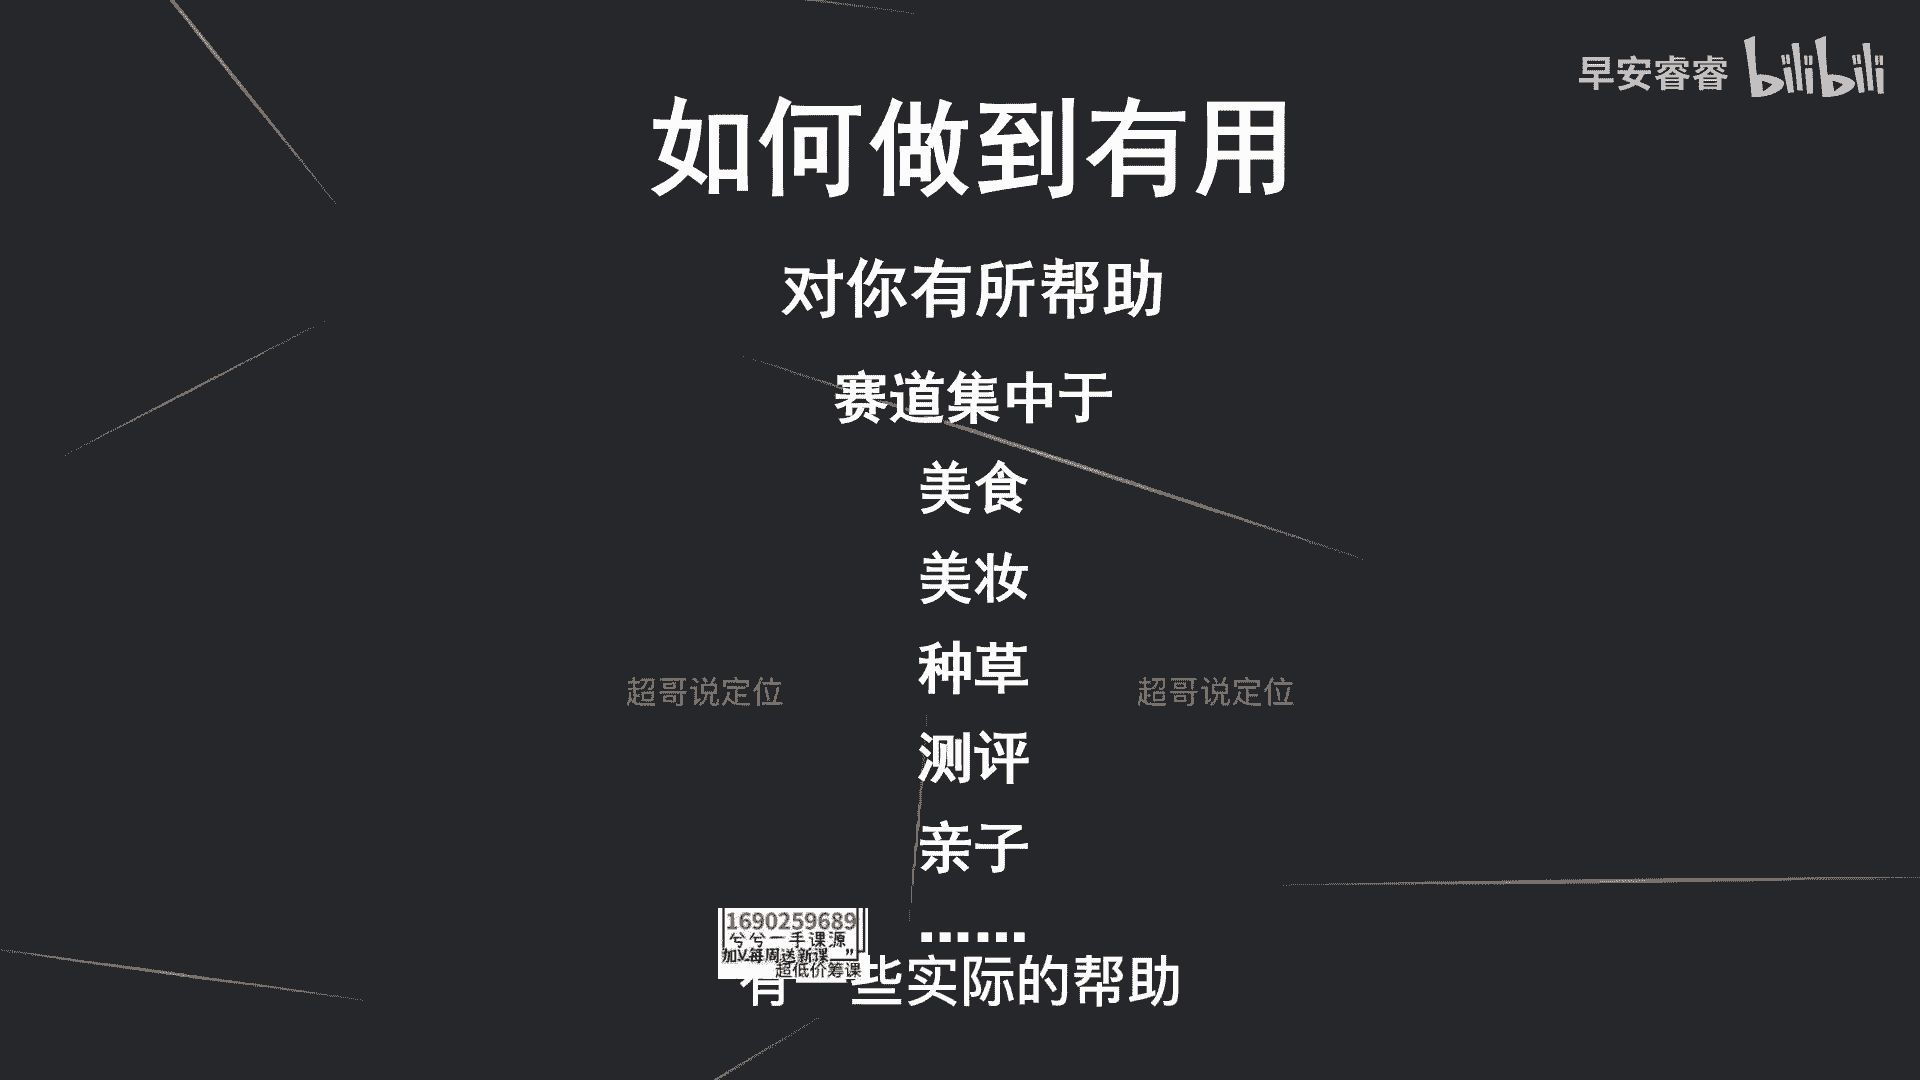 早安睿睿 bilibili
如何做到有用
对你有所帮助
赛道集中于
美食
美妆
种草
超哥说定位 超哥说定位
测评
亲子
......
1690259689
兮兮一手课源
加V每周送新课
超低价筹课
有一些实际的帮助